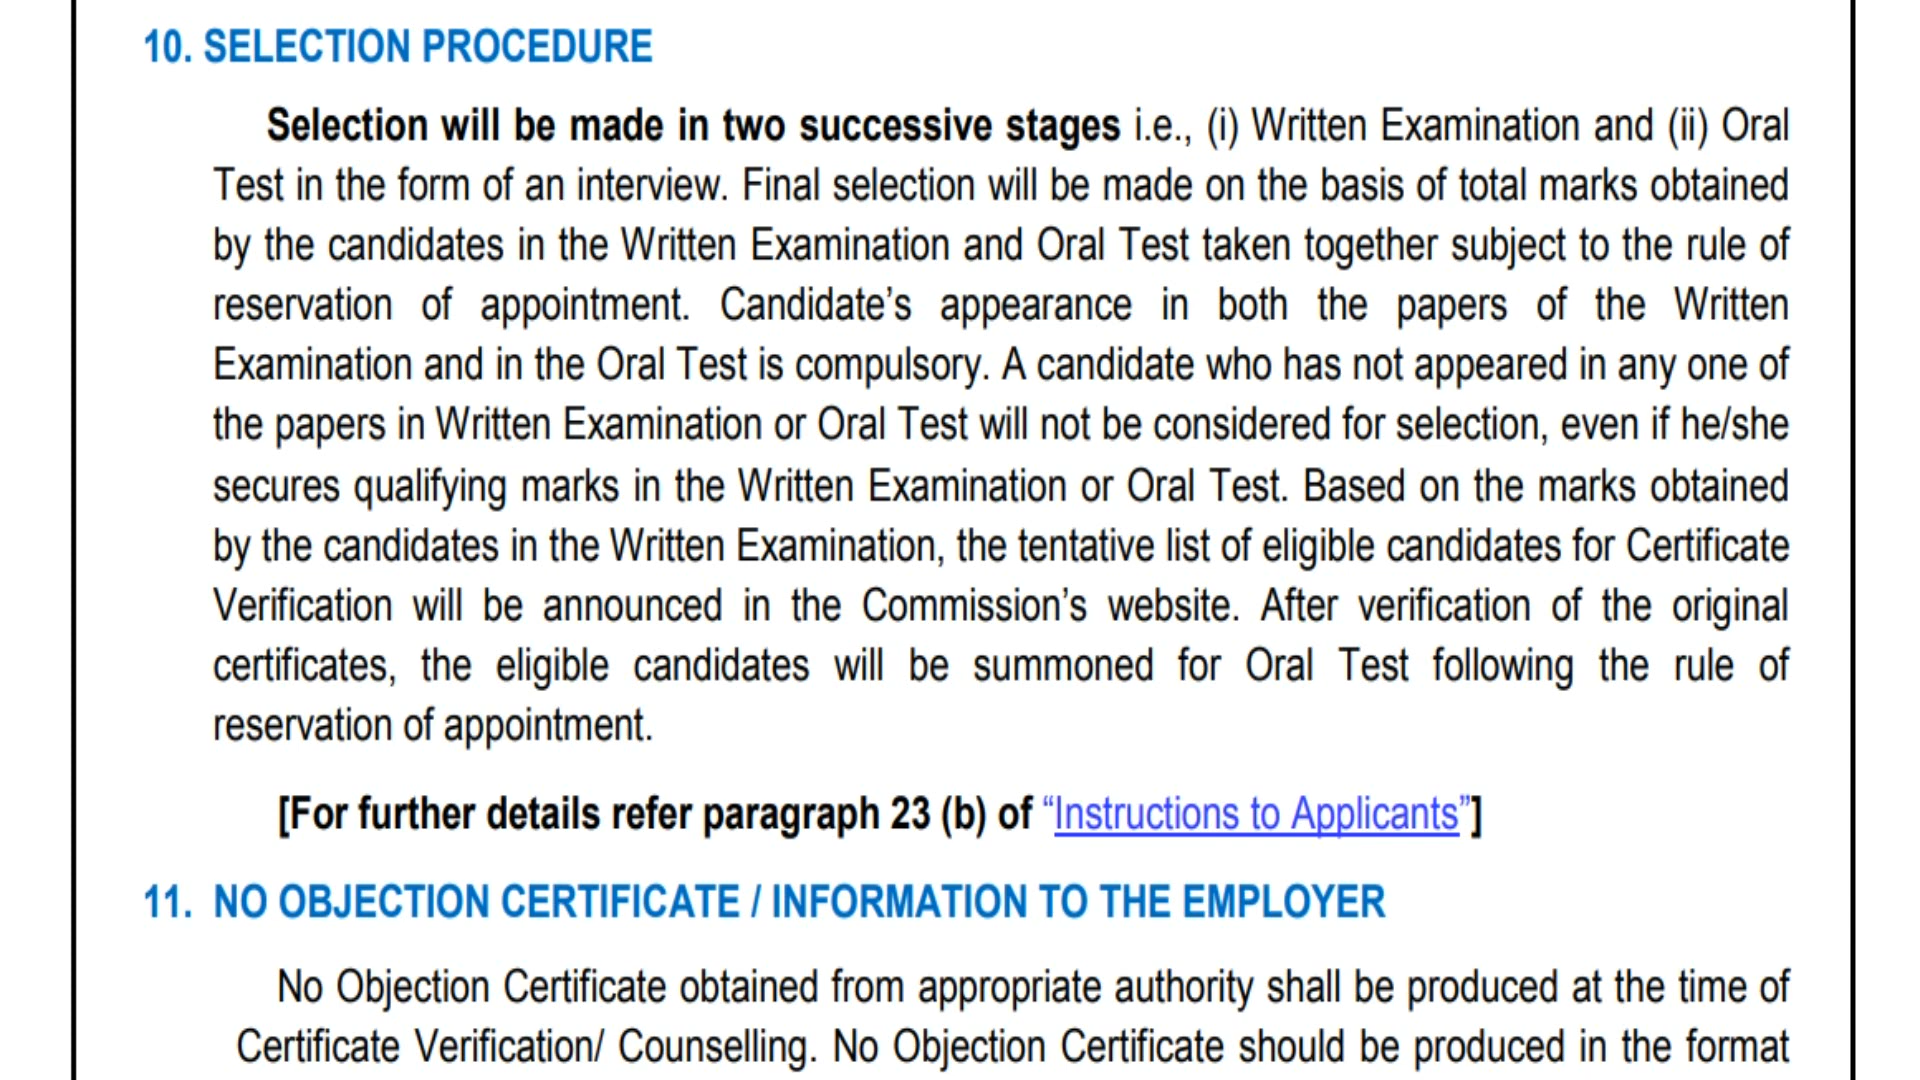 10. SELECTION PROCEDURE
Selection will be made in two successive stages i.e., (i) Written Examination and (ii) Oral
Test in the form of an interview. Final selection will be made on the basis of total marks obtained
by the candidates in the Written Examination and Oral Test taken together subject to the rule of
reservation of appointment. Candidate’s appearance in both the papers of the Written
Examination and in the Oral Test is compulsory. A candidate who has not appeared in any one of
the papers in Written Examination or Oral Test will not be considered for selection, even if he/she
secures qualifying marks in the Written Examination or Oral Test. Based on the marks obtained
by the candidates in the Written Examination, the tentative list of eligible candidates for Certificate
Verification will be announced in the Commission’s website. After verification of the original
certificates, the eligible candidates will be summoned for Oral Test following the rule of
reservation of appointment.
[For further details refer paragraph 23 (b) of “Instructions to Applicants”]
11. NO OBJECTION CERTIFICATE / INFORMATION TO THE EMPLOYER
No Objection Certificate obtained from appropriate authority shall be produced at the time of
Certificate Verification/ Counselling. No Objection Certificate should be produced in the format